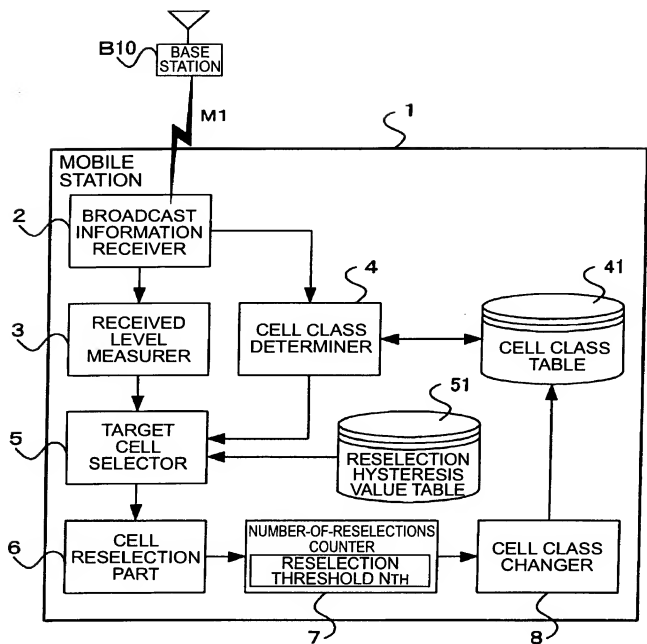 B10
BASE
STATION
M1
1
MOBILE
STATION
2
BROADCAST
INFORMATION
RECEIVER
3
RECEIVED
LEVEL
MEASURER
4
CELL CLASS
DETERMINER
41
CELL CLASS
TABLE
5
TARGET
CELL
SELECTOR
51
RESELECTION
HYSTERESIS
VALUE TABLE
6
CELL
RESELECTION
PART
NUMBER-OF-RESELECTIONS
COUNTER
RESELECTION
THRESHOLD NTH
7
CELL CLASS
CHANGER
8